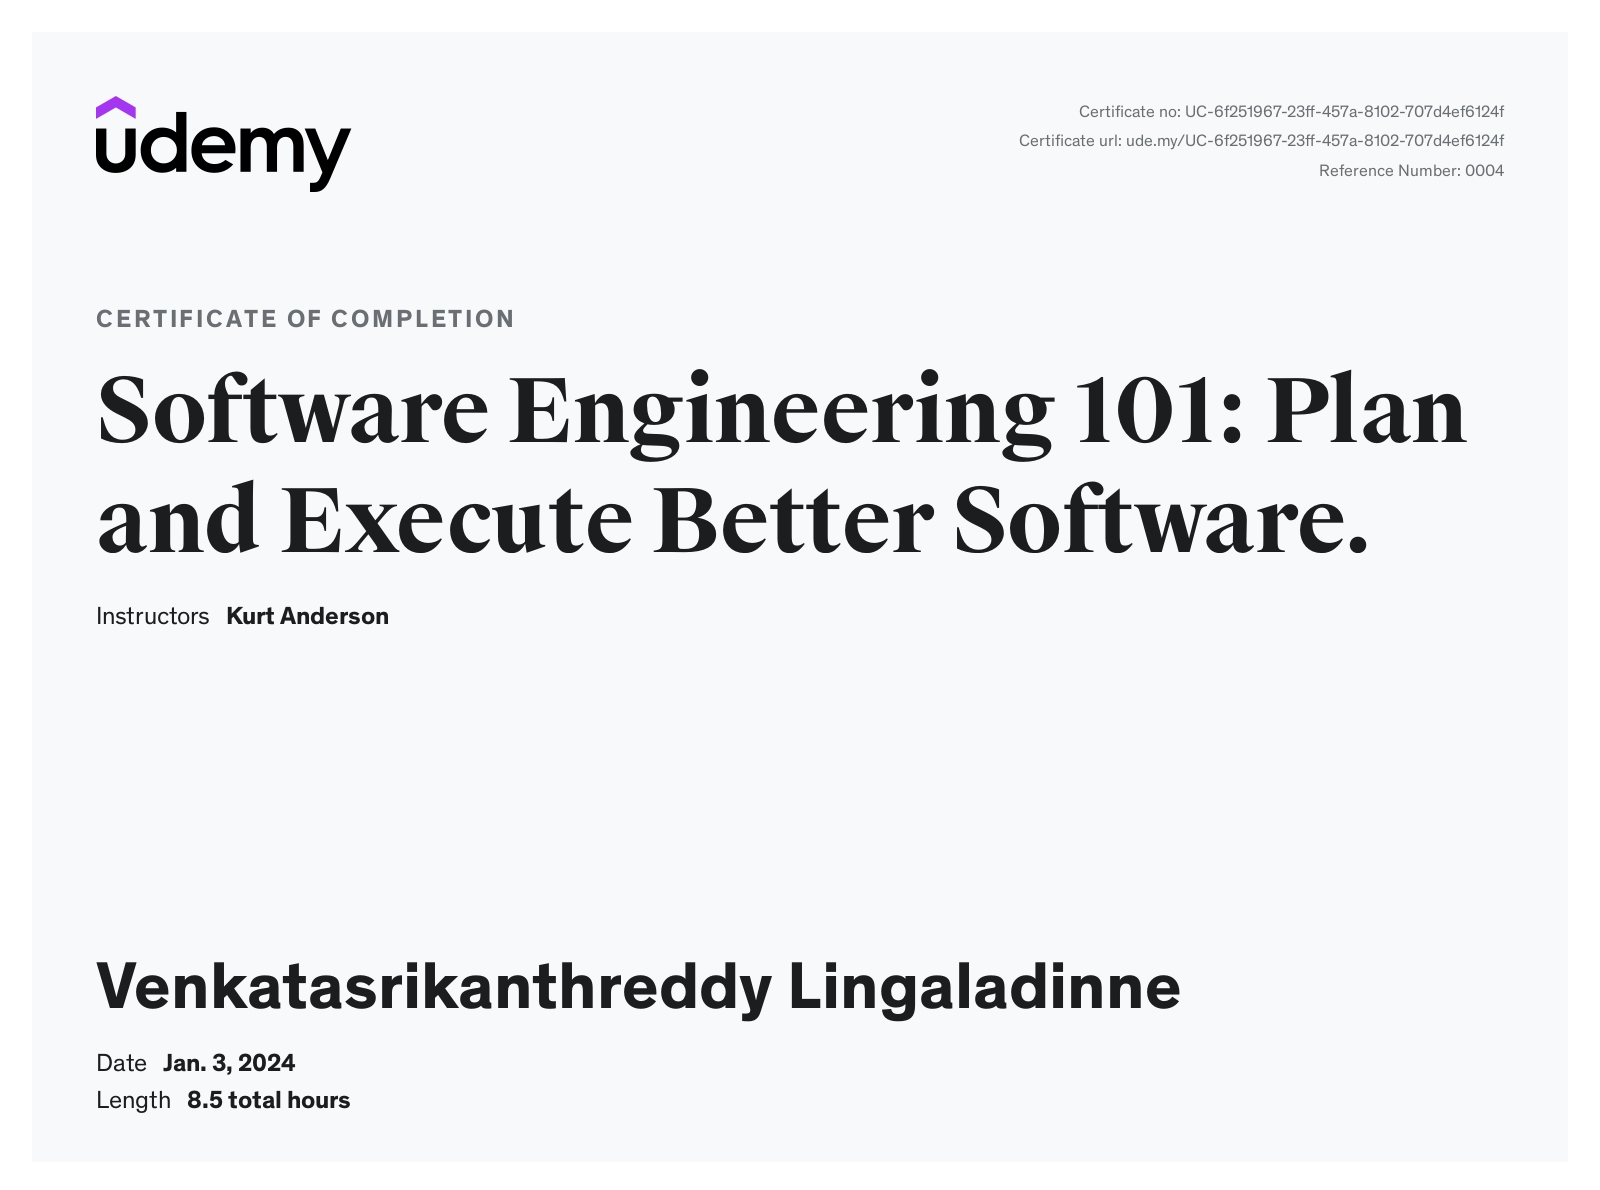 udemy
Certificate no: UC-6f251967-23ff-457a-8102-707d4ef6124f
Certificate url: ude.my/UC-6f251967-23ff-457a-8102-707d4ef6124f
Reference Number: 0004
CERTIFICATE OF COMPLETION
Software Engineering 101: Plan
and Execute Better Software.
Instructors Kurt Anderson
Venkatasrikanthreddy Lingaladinne
Date Jan. 3, 2024
Length 8.5 total hours